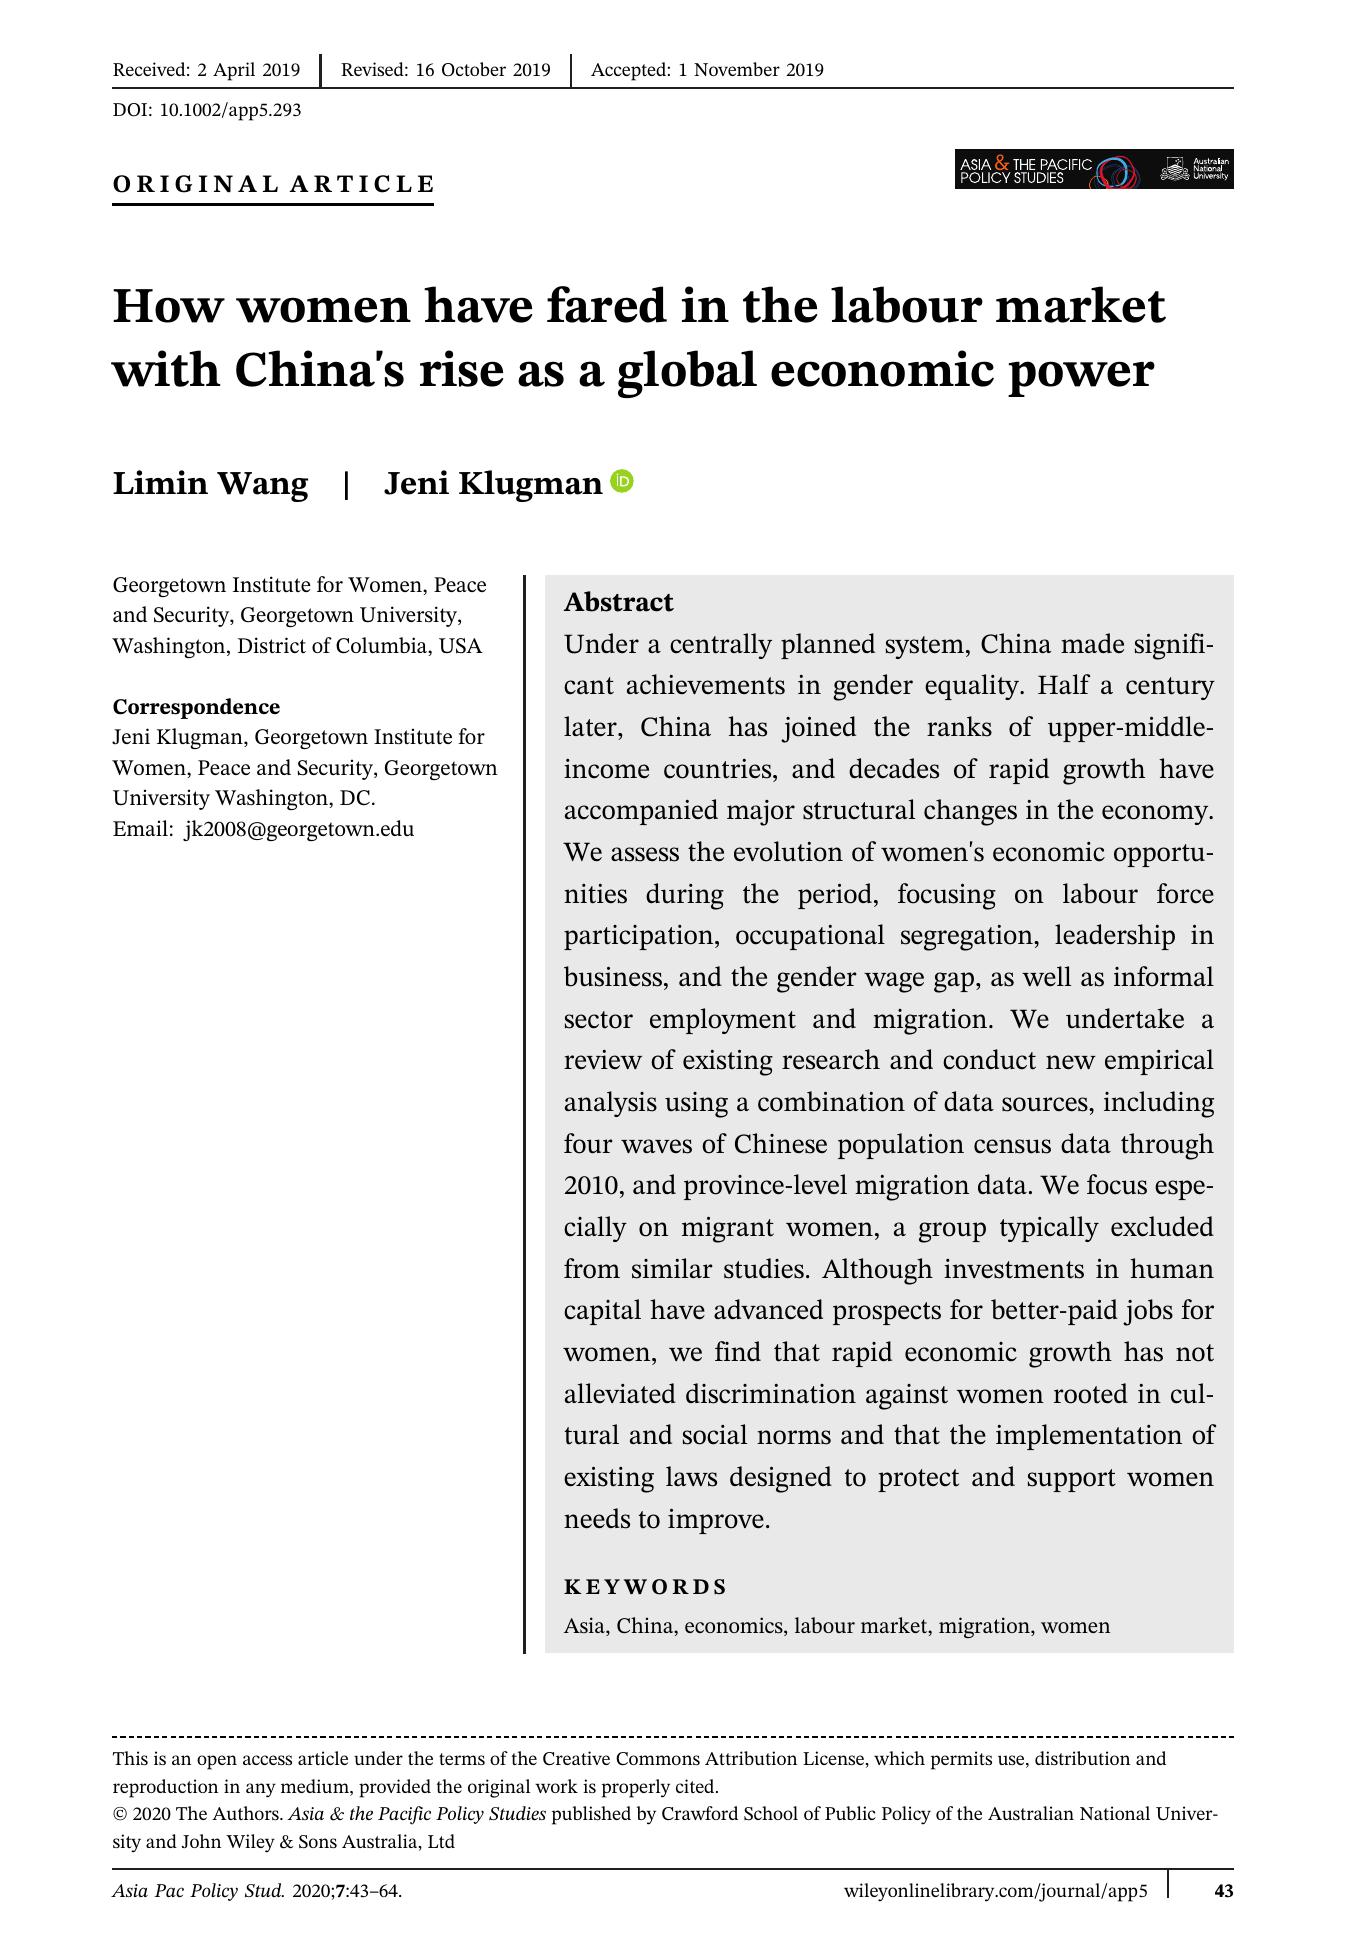 Received: 2 April 2019 | Revised: 16 October 2019 | Accepted: 1 November 2019
DOI: 10.1002/app5.293
ORIGINAL ARTICLE
ASIA & THE PACIFIC
POLICY STUDIES
Australian
National
University
How women have fared in the labour market
with China's rise as a global economic power
Limin Wang | Jeni Klugman iD
Georgetown Institute for Women, Peace
and Security, Georgetown University,
Washington, District of Columbia, USA
Correspondence
Jeni Klugman, Georgetown Institute for
Women, Peace and Security, Georgetown
University Washington, DC.
Email: jk2008@georgetown.edu
Abstract
Under a centrally planned system, China made signifi-
cant achievements in gender equality. Half a century
later, China has joined the ranks of upper-middle-
income countries, and decades of rapid growth have
accompanied major structural changes in the economy.
We assess the evolution of women's economic opportu-
nities during the period, focusing on labour force
participation, occupational segregation, leadership in
business, and the gender wage gap, as well as informal
sector employment and migration. We undertake a
review of existing research and conduct new empirical
analysis using a combination of data sources, including
four waves of Chinese population census data through
2010, and province-level migration data. We focus espe-
cially on migrant women, a group typically excluded
from similar studies. Although investments in human
capital have advanced prospects for better-paid jobs for
women, we find that rapid economic growth has not
alleviated discrimination against women rooted in cul-
tural and social norms and that the implementation of
existing laws designed to protect and support women
needs to improve.
KEYWORDS
Asia, China, economics, labour market, migration, women
This is an open access article under the terms of the Creative Commons Attribution License, which permits use, distribution and
reproduction in any medium, provided the original work is properly cited.
© 2020 The Authors. Asia & the Pacific Policy Studies published by Crawford School of Public Policy of the Australian National Univer-
sity and John Wiley & Sons Australia, Ltd
Asia Pac Policy Stud. 2020;7:43–64.
wileyonlinelibrary.com/journal/app5 | 43